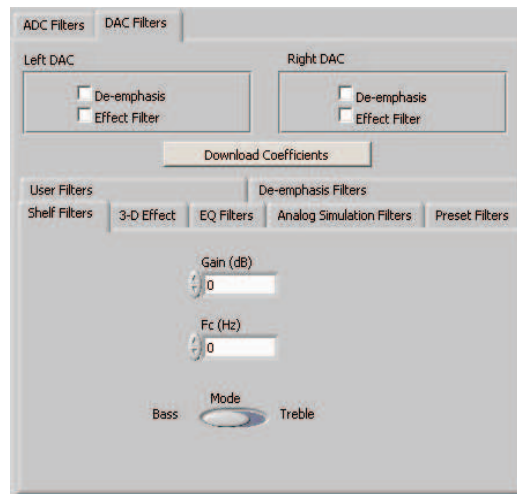 ADC Filters DAC Filters
Left DAC Right DAC
De-emphasis De-emphasis
Effect Filter Effect Filter
Download Coefficients
User Filters De-emphasis Filters
Shelf Filters 3-D Effect EQ Filters Analog Simulation Filters Preset Filters
Gain (dB)
0
Fc (Hz)
0
Mode
Bass Treble